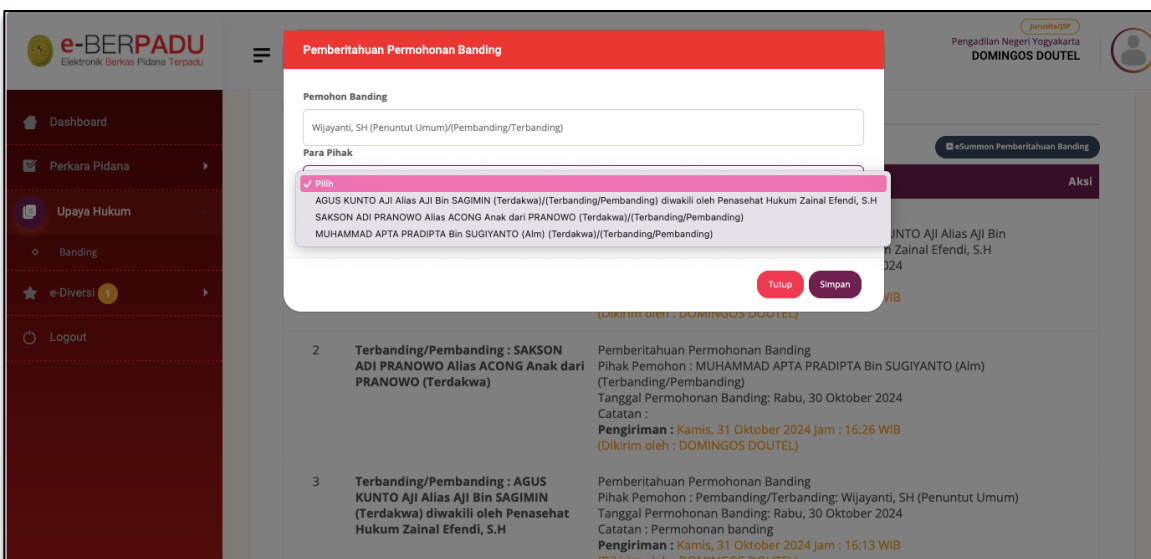 e-BERPADU
Elektronik Berkas Pidana Terpadu
Dashboard
Perkara Pidana
Upaya Hukum
Banding
e-Diversi 1
Logout
Jurusita/JSP
Pengadilan Negeri Yogyakarta
DOMINGOS DOUTEL
Pemberitahuan Permohonan Banding
Pemohon Banding
Wijayanti, SH (Penuntut Umum)/(Pembanding/Terbanding)
Para Pihak
✓ Pilih
AGUS KUNTO AJI Alias AJI Bin SAGIMIN (Terdakwa)/(Terbanding/Pembanding) diwakili oleh Penasehat Hukum Zainal Efendi, S.H
SAKSON ADI PRANOWO Alias ACONG Anak dari PRANOWO (Terdakwa)/(Terbanding/Pembanding)
MUHAMMAD APTA PRADIPTA Bin SUGIYANTO (Alm) (Terdakwa)/(Terbanding/Pembanding)
Tutup
Simpan
eSummon Pemberitahuan Banding
Aksi
UNTO AJI Alias AJI Bin
Zainal Efendi, S.H
024
WIB
(Dikirim oleh : DOMINGOS DOUTEL)
2
Terbanding/Pembanding : SAKSON
ADI PRANOWO Alias ACONG Anak dari
PRANOWO (Terdakwa)
Pemberitahuan Permohonan Banding
Pihak Pemohon : MUHAMMAD APTA PRADIPTA Bin SUGIYANTO (Alm)
(Terbanding/Pembanding)
Tanggal Permohonan Banding: Rabu, 30 Oktober 2024
Catatan :
Pengiriman : Kamis, 31 Oktober 2024 Jam : 16:26 WIB
(Dikirim oleh : DOMINGOS DOUTEL)
3
Terbanding/Pembanding : AGUS
KUNTO AJI Alias AJI Bin SAGIMIN
(Terdakwa) diwakili oleh Penasehat
Hukum Zainal Efendi, S.H
Pemberitahuan Permohonan Banding
Pihak Pemohon : Pembanding/Terbanding: Wijayanti, SH (Penuntut Umum)
Tanggal Permohonan Banding: Rabu, 30 Oktober 2024
Catatan : Permohonan banding
Pengiriman : Kamis, 31 Oktober 2024 Jam : 16:13 WIB